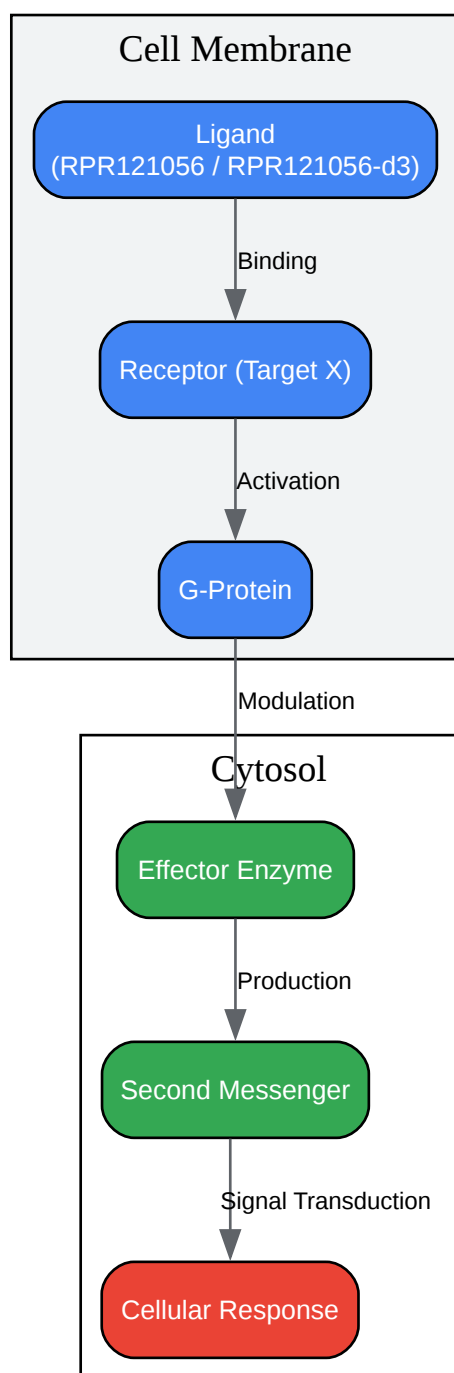 Cell Membrane
Ligand
(RPR121056 / RPR121056-d3)
Binding
Receptor (Target X)
Activation
G-Protein
Modulation
Cytosol
Effector Enzyme
Production
Second Messenger
Signal Transduction
Cellular Response